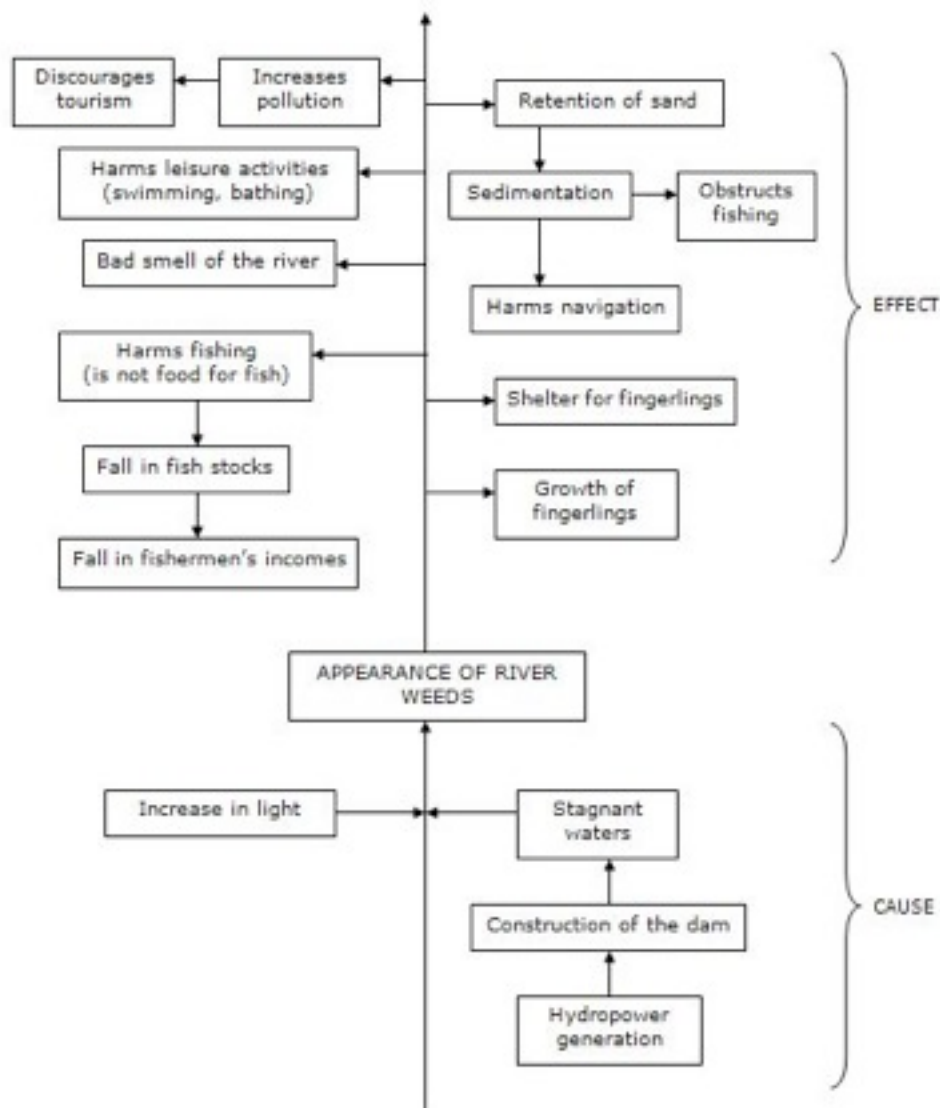 Discourages
tourism
Increases
pollution
Retention of sand
Harms leisure activities
(swimming, bathing)
Sedimentation
Obstructs
fishing
Bad smell of the river
Harms navigation
EFFECT
Harms fishing
(is not food for fish)
Shelter for fingerlings
Fall in fish stocks
Growth of
fingerlings
Fall in fishermen's incomes
APPEARANCE OF RIVER
WEEDS
Increase in light
Stagnant
waters
Construction of the dam
CAUSE
Hydropower
generation